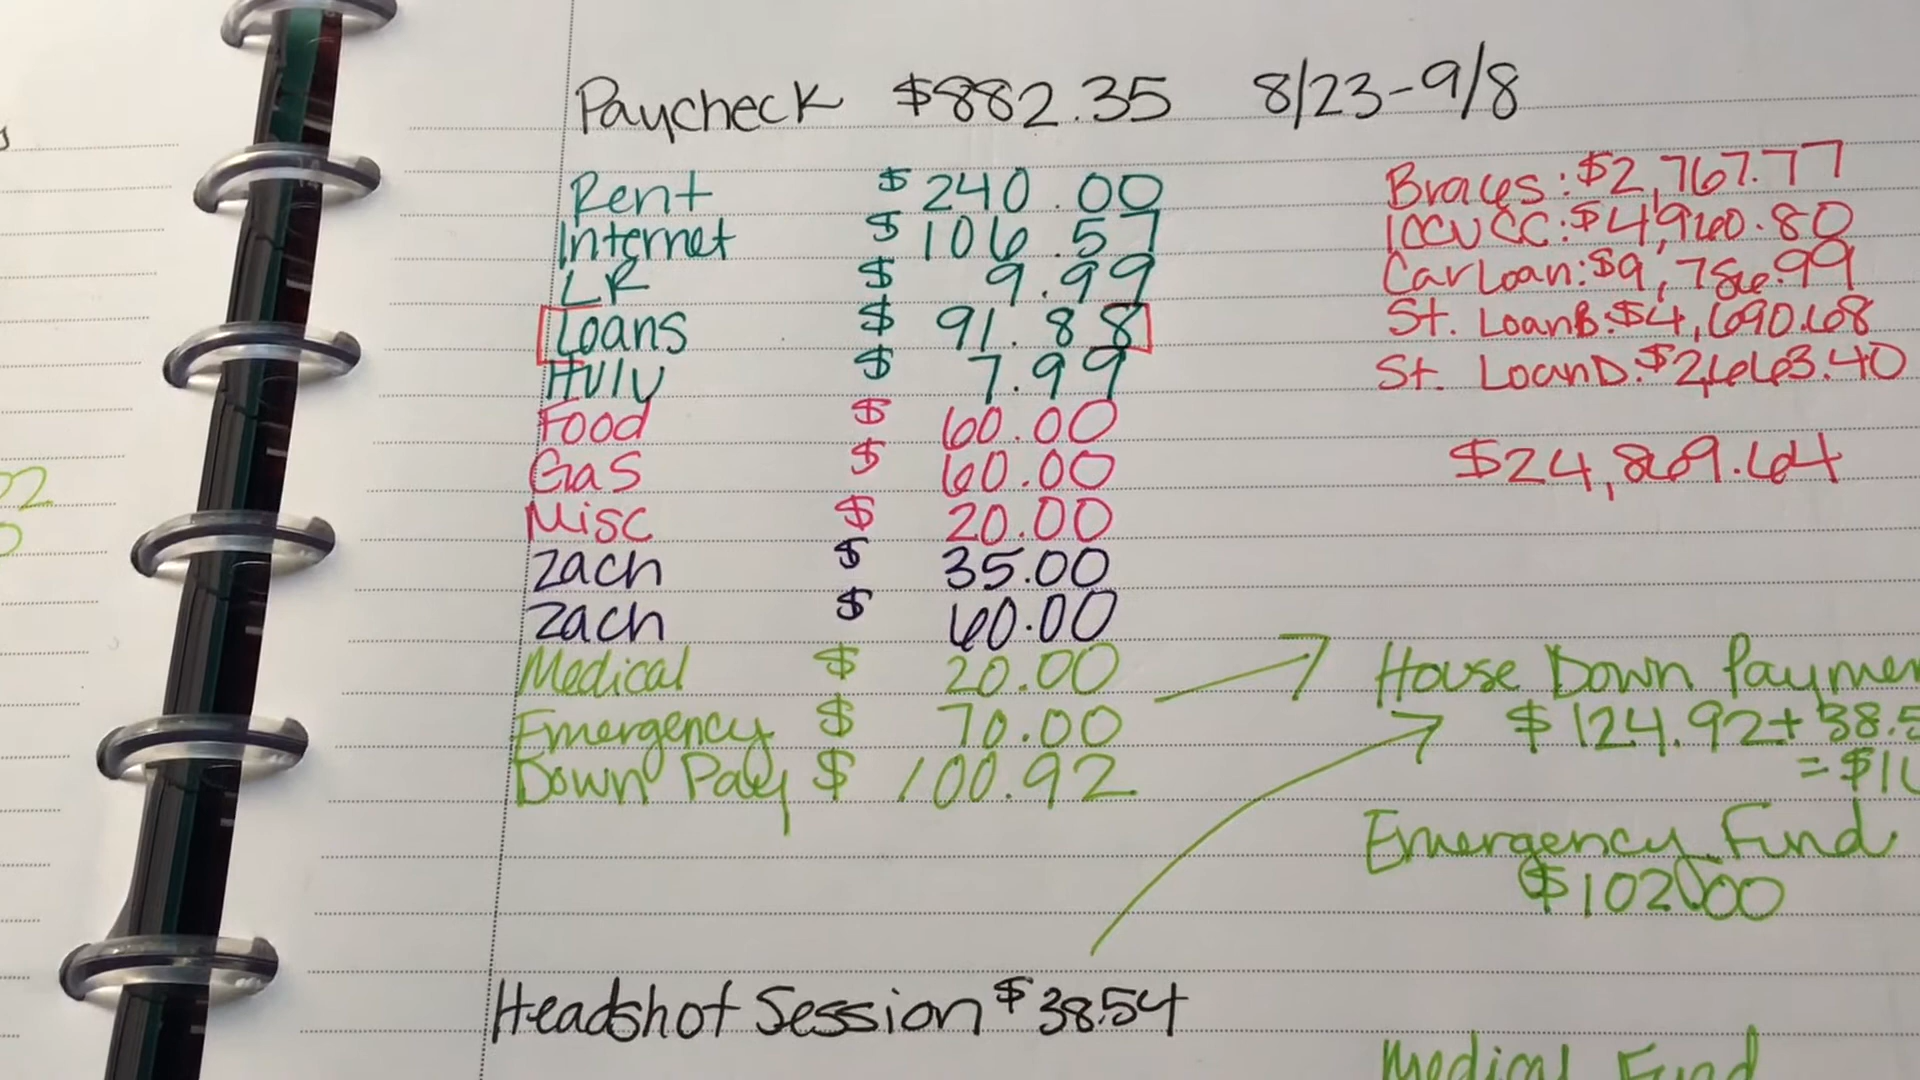 Paycheck $882.35 8/23-9/8
Rent $240.00
Internet $106.57
LR $9.99
Loans $91.88
Hulu $7.99
Food $60.00
Gas $60.00
Misc $20.00
Zach $35.00
Zach $60.00
Medical $20.00
Emergency $70.00
Down Pay $100.92
Headshot Session $38.54
Braces: $2,767.77
ICCU CC: $4,960.80
Car Loan: $9,786.99
St. Loan B: $4,690.68
St. Loan D: $2,663.40
$24,869.64
House Down Paymen
$124.92 + 38.5
= $1
Emergency Fund
$102.00
Medical Fund